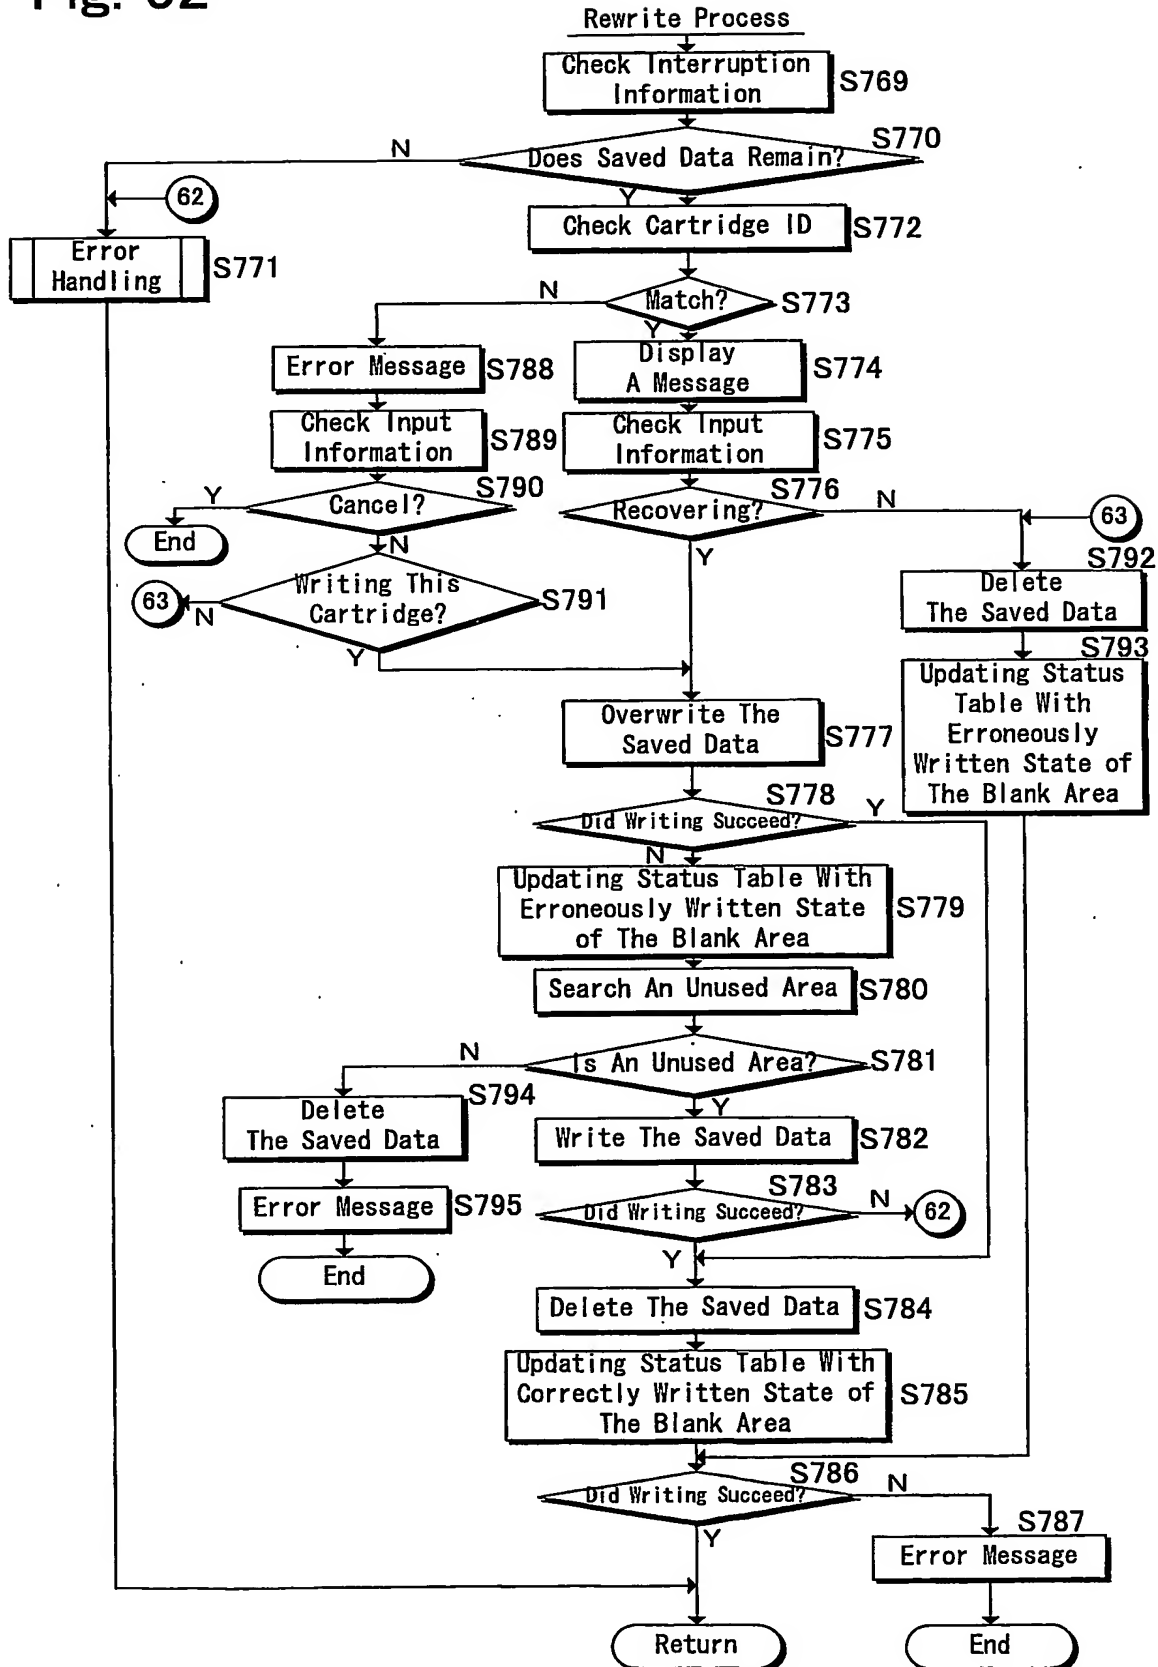 Fig. 62
Rewrite Process
Check Interruption
Information
S769
S770
N
Does Saved Data Remain?
62
Y
Check Cartridge ID
S772
Error
Handling
S771
N
Match?
S773
Y
Error Message
S788
Display
A Message
S774
Check Input
Information
S789
Check Input
Information
S775
Y
Cancel?
S790
Recovering?
S776
N
63
End
N
Y
S792
Delete
The Saved Data
63
N
Writing This
Cartridge?
S791
Y
S793
Updating Status
Table With
Erroneously
Written State of
The Blank Area
Overwrite The
Saved Data
S777
S778
Did Writing Succeed?
Y
N
Updating Status Table With
Erroneously Written State
of The Blank Area
S779
Search An Unused Area
S780
N
Is An Unused Area?
S781
S794
Y
Delete
The Saved Data
Write The Saved Data
S782
S783
Error Message
S795
Did Writing Succeed?
N
62
Y
End
Delete The Saved Data
S784
Updating Status Table With
Correctly Written State of
The Blank Area
S785
S786
Did Writing Succeed?
N
Y
S787
Error Message
Return
End